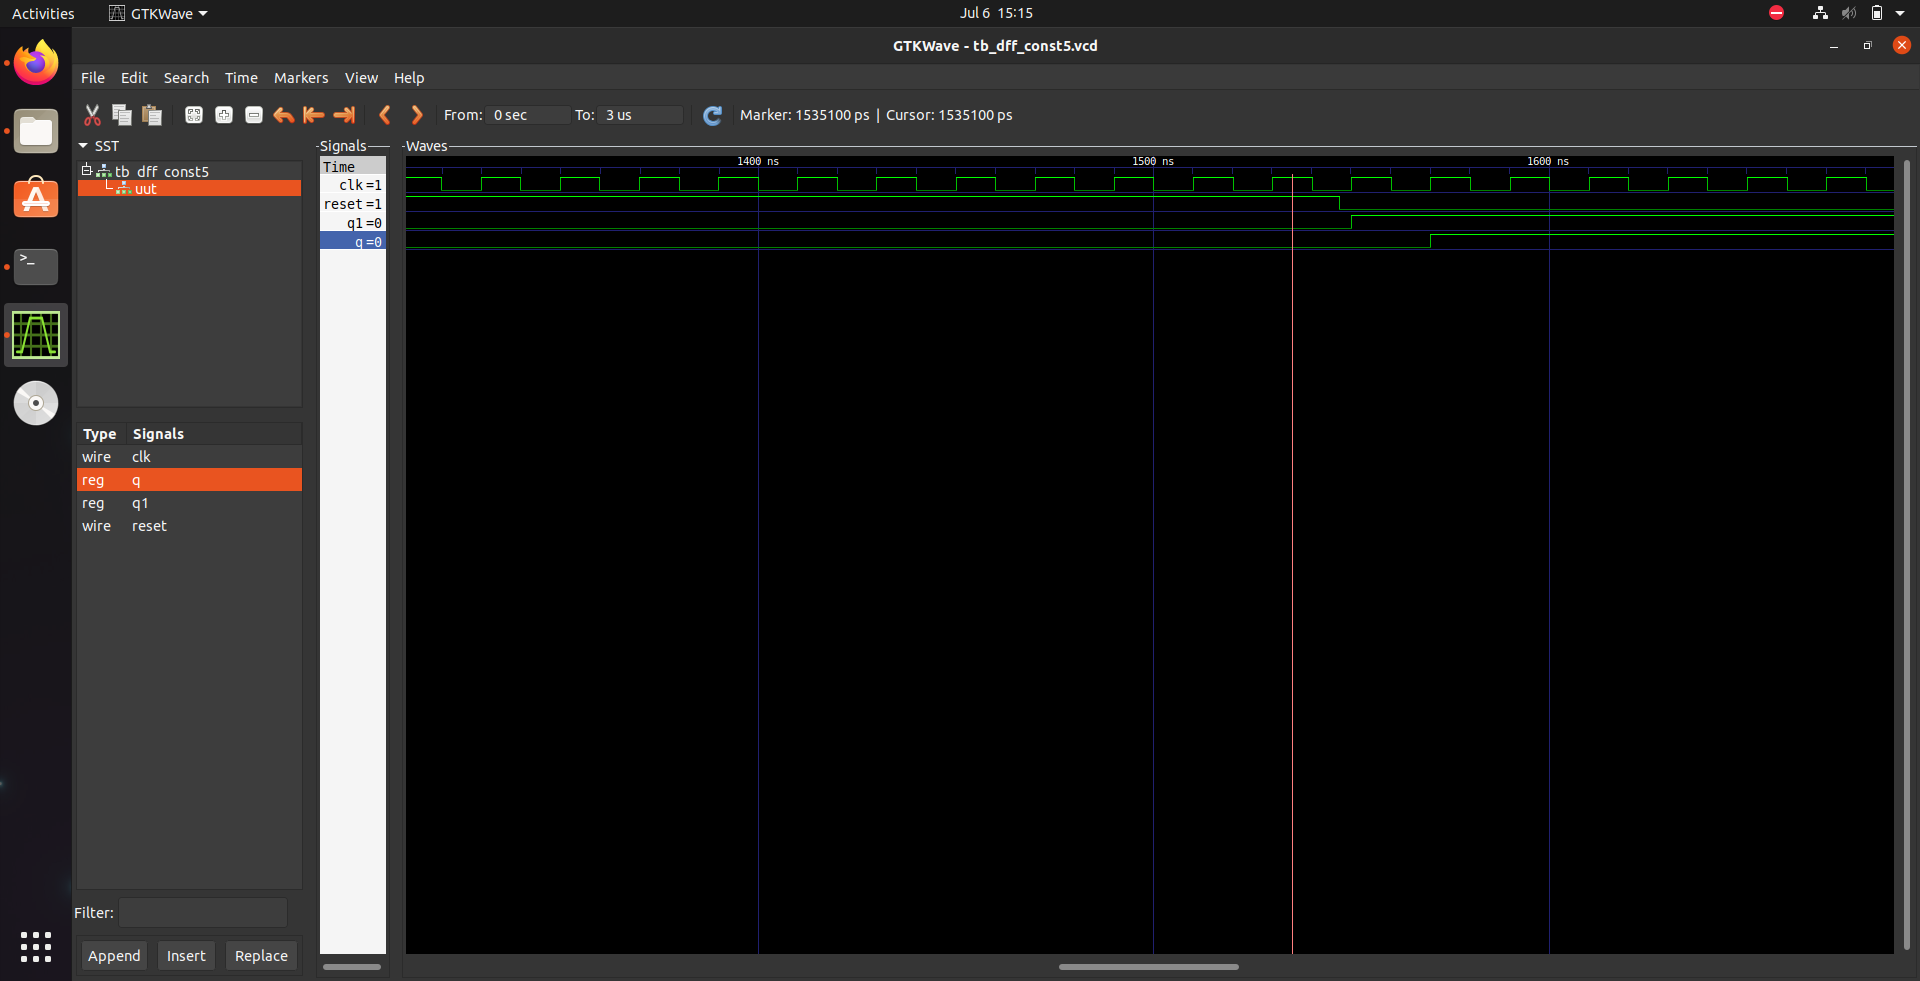 Activities GTKWave Jul 6 15:15
GTKWave - tb_dff_const5.vcd
File Edit Search Time Markers View Help
From: 0 sec To: 3 us Marker: 1535100 ps | Cursor: 1535100 ps
SST
tb_dff_const5
uut
Type Signals
wire clk
reg q
reg q1
wire reset
Filter:
Append Insert Replace
Signals
Time
clk =1
reset =1
q1 =0
q =0
Waves
1400 ns 1500 ns 1600 ns